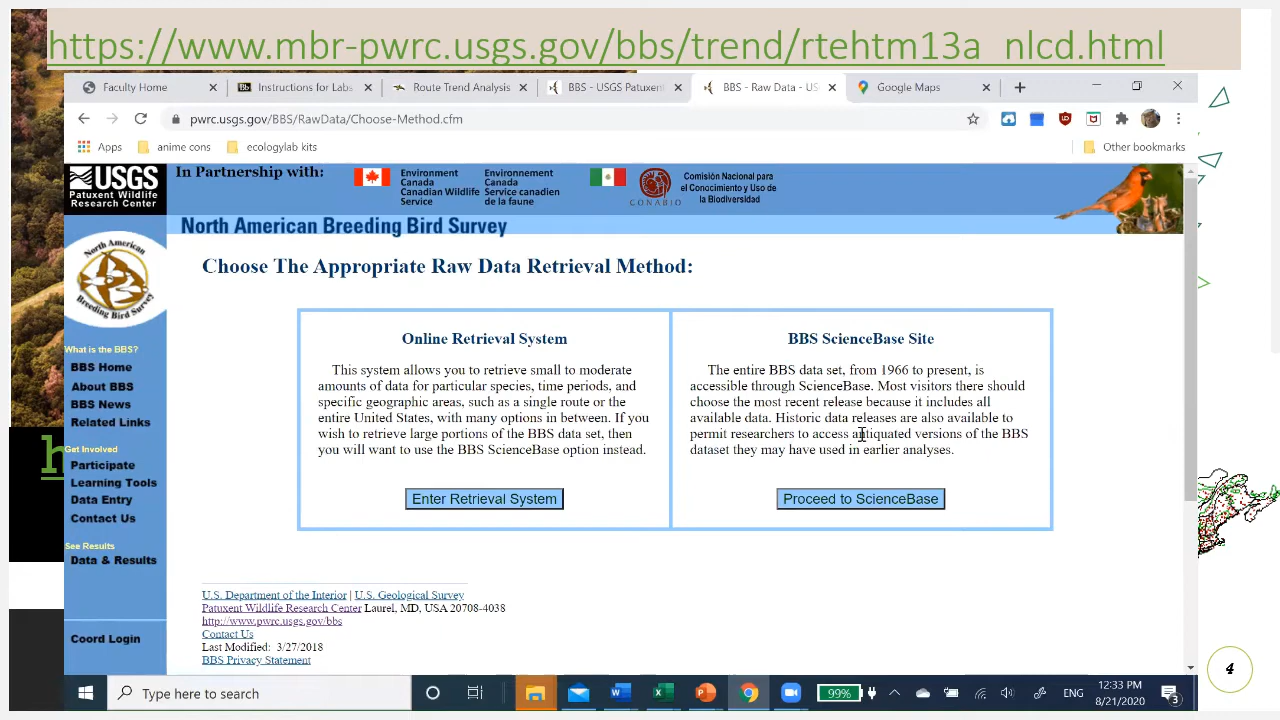 https://www.mbr-pwrc.usgs.gov/bbs/trend/rtehtm13a_nlcd.html
Faculty Home
Instructions for Labs
Route Trend Analysis
BBS - USGS Patuxent
BBS - Raw Data - US
Google Maps
pwrc.usgs.gov/BBS/RawData/Choose-Method.cfm
Apps
anime cons
ecologylab kits
Other bookmarks
USGS
Patuxent Wildlife
Research Center
In Partnership with:
Environment
Canada
Canadian Wildlife
Service
Environnement
Canada
Service canadien
de la faune
CONABIO
Comisión Nacional para
el Conocimiento y Uso de
la Biodiversidad
North American Breeding Bird Survey
North American
Breeding Bird Survey
What is the BBS?
BBS Home
About BBS
BBS News
Related Links
Get Involved
Participate
Learning Tools
Data Entry
Contact Us
See Results
Data & Results
Coord Login
Choose The Appropriate Raw Data Retrieval Method:
Online Retrieval System
This system allows you to retrieve small to moderate
amounts of data for particular species, time periods, and
specific geographic areas, such as a single route or the
entire United States, with many options in between. If you
wish to retrieve large portions of the BBS data set, then
you will want to use the BBS ScienceBase option instead.
Enter Retrieval System
BBS ScienceBase Site
The entire BBS data set, from 1966 to present, is
accessible through ScienceBase. Most visitors there should
choose the most recent release because it includes all
available data. Historic data releases are also available to
permit researchers to access antiquated versions of the BBS
dataset they may have used in earlier analyses.
Proceed to ScienceBase
U.S. Department of the Interior | U.S. Geological Survey
Patuxent Wildlife Research Center Laurel, MD, USA 20708-4038
http://www.pwrc.usgs.gov/bbs
Contact Us
Last Modified: 3/27/2018
BBS Privacy Statement
h
4
Type here to search
99%
ENG
12:33 PM
8/21/2020
3